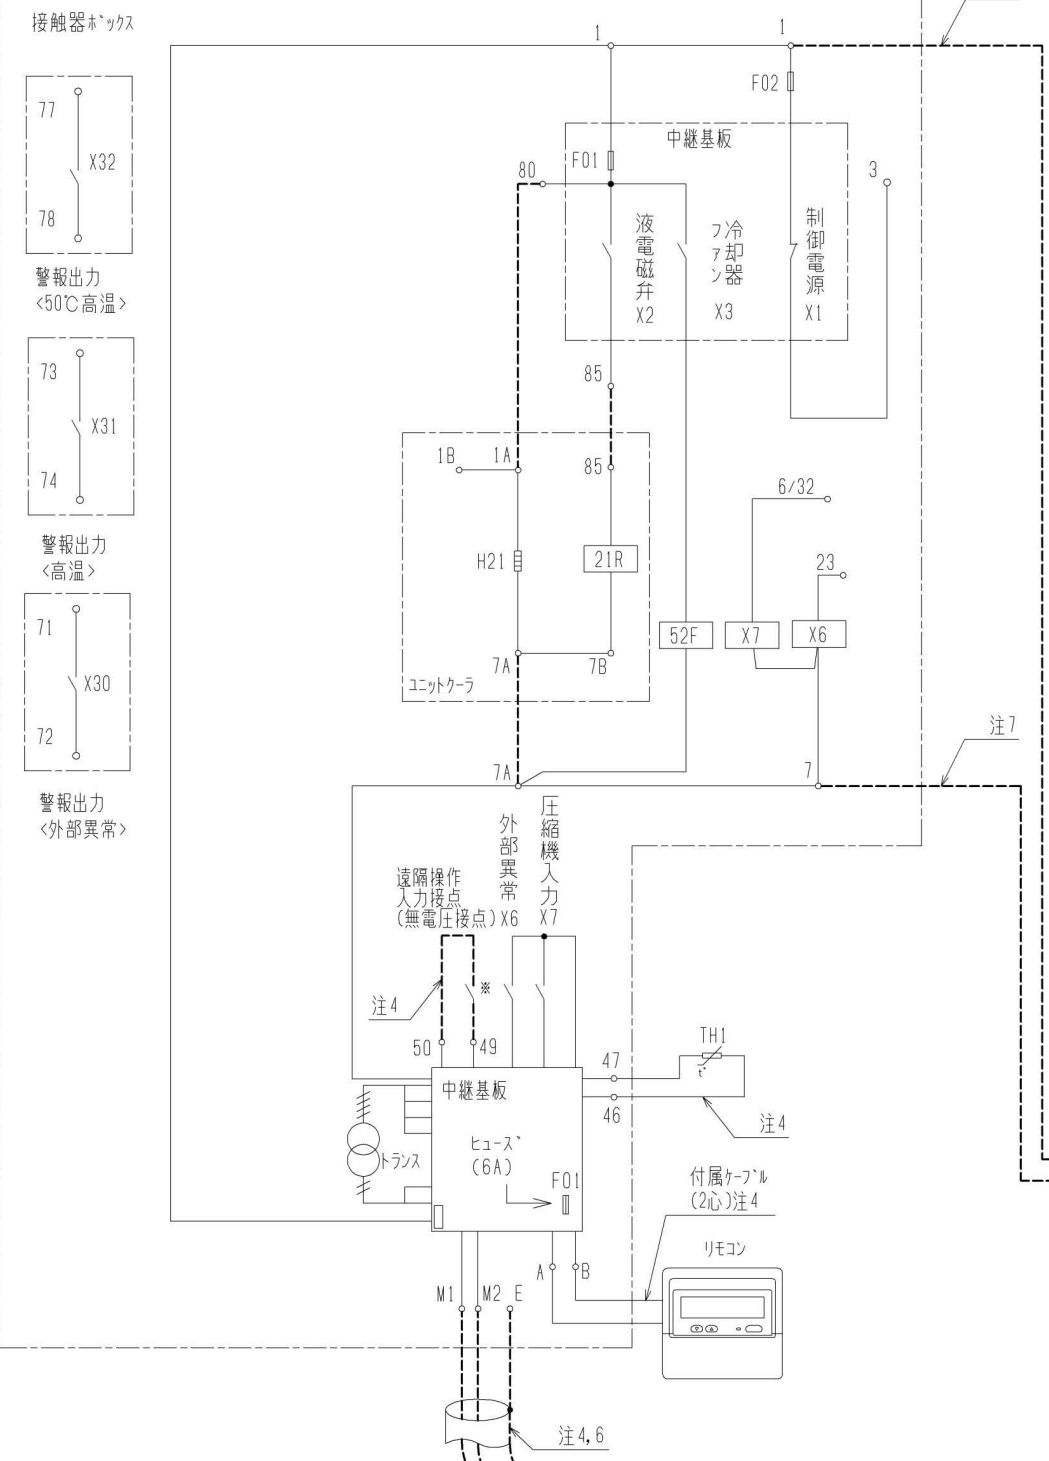 接触器ﾎﾞｯｸｽ
77
X32
78
警報出力
<50℃高温>
73
X31
74
警報出力
<高温>
71
X30
72
警報出力
<外部異常>
1
1
F02
中継基板
F01
80
3
液電磁弁
X2
冷却器
ファン
X3
制御電源
X1
85
1B
1A
85
H21
21R
6/32
23
52F
X7
X6
7A
7B
ﾕﾆｯﾄｸｰﾗ
7A
7
注7
外部異常
X6
圧縮機入力
X7
遠隔操作
入力接点
(無電圧接点)
※
注4
50
49
中継基板
ﾋｭｰｽﾞ
(6A)
F01
トランス
47
46
TH1
t°
注4
付属ｹｰﾌﾞﾙ
(2心)注4
リモコン
A
B
M1
M2
E
注4,6